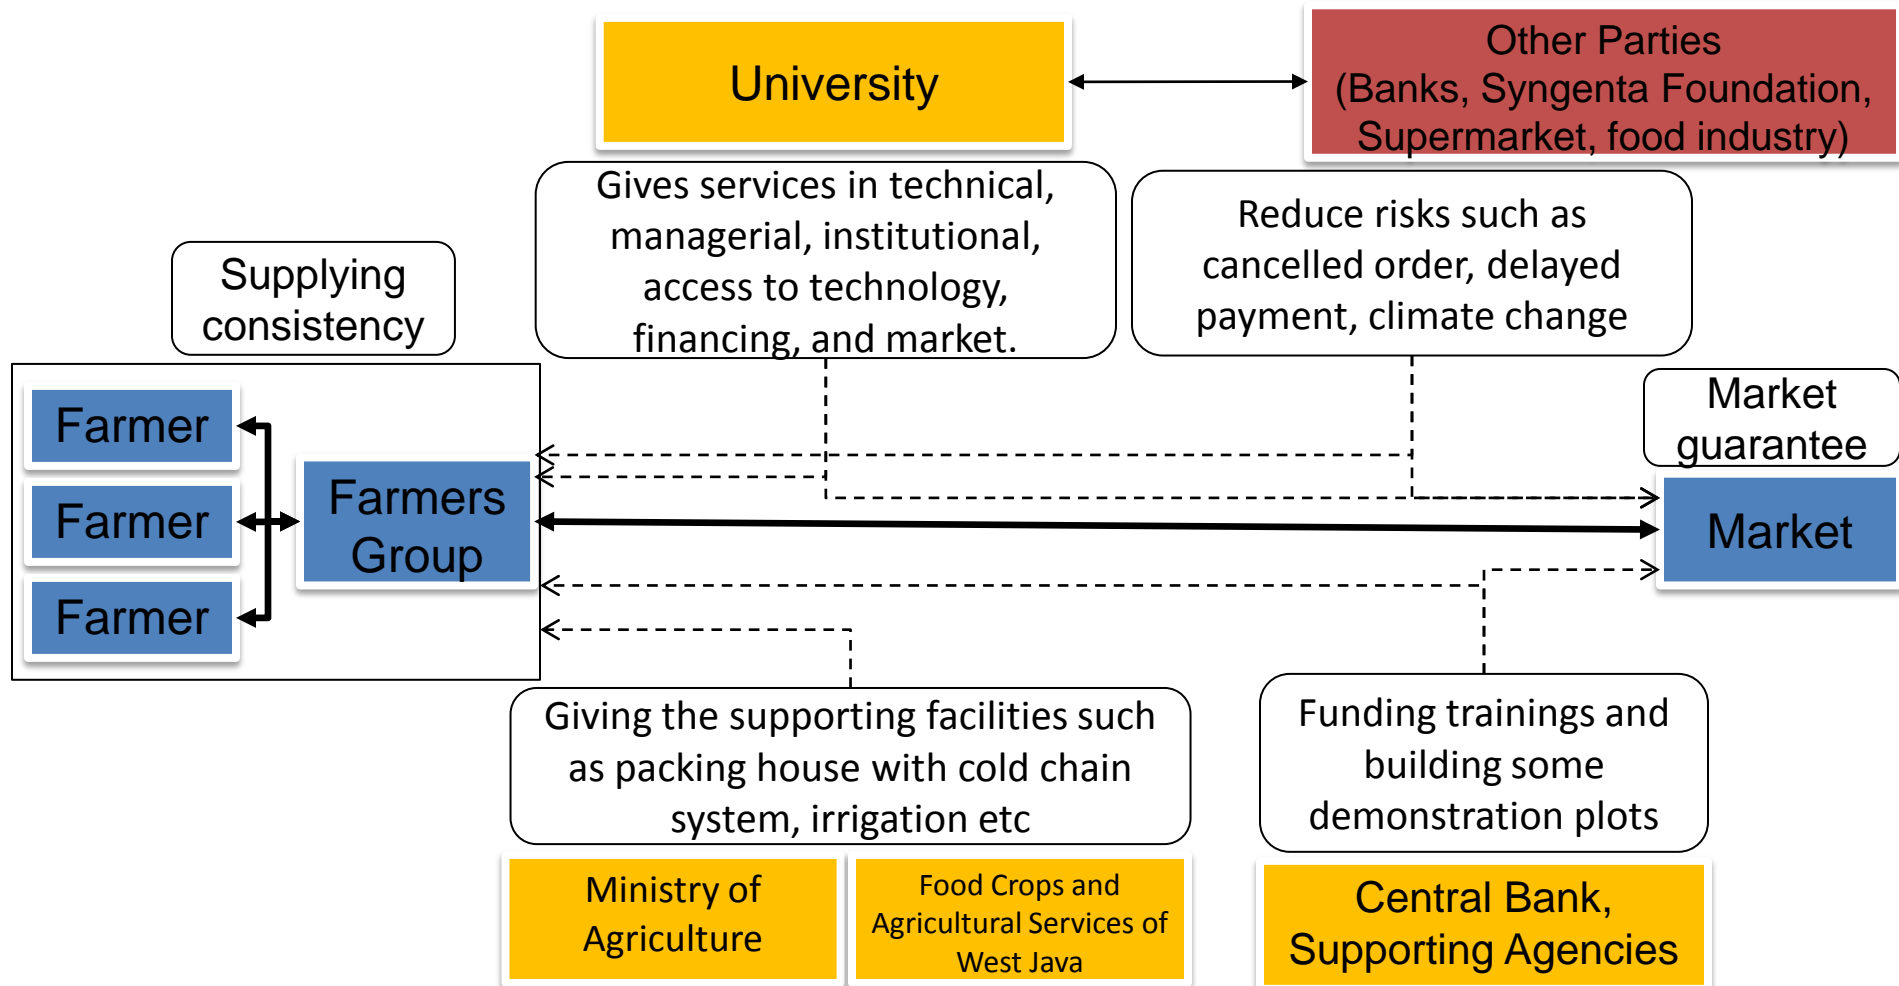 University
Other Parties
(Banks, Syngenta Foundation,
Supermarket, food industry)
Gives services in technical,
managerial, institutional,
access to technology,
financing, and market.
Reduce risks such as
cancelled order, delayed
payment, climate change
Supplying
consistency
Market
guarantee
Farmer
Farmer
Farmer
Farmers
Group
Market
Giving the supporting facilities such
as packing house with cold chain
system, irrigation etc
Funding trainings and
building some
demonstration plots
Ministry of
Agriculture
Food Crops and
Agricultural Services of
West Java
Central Bank,
Supporting Agencies